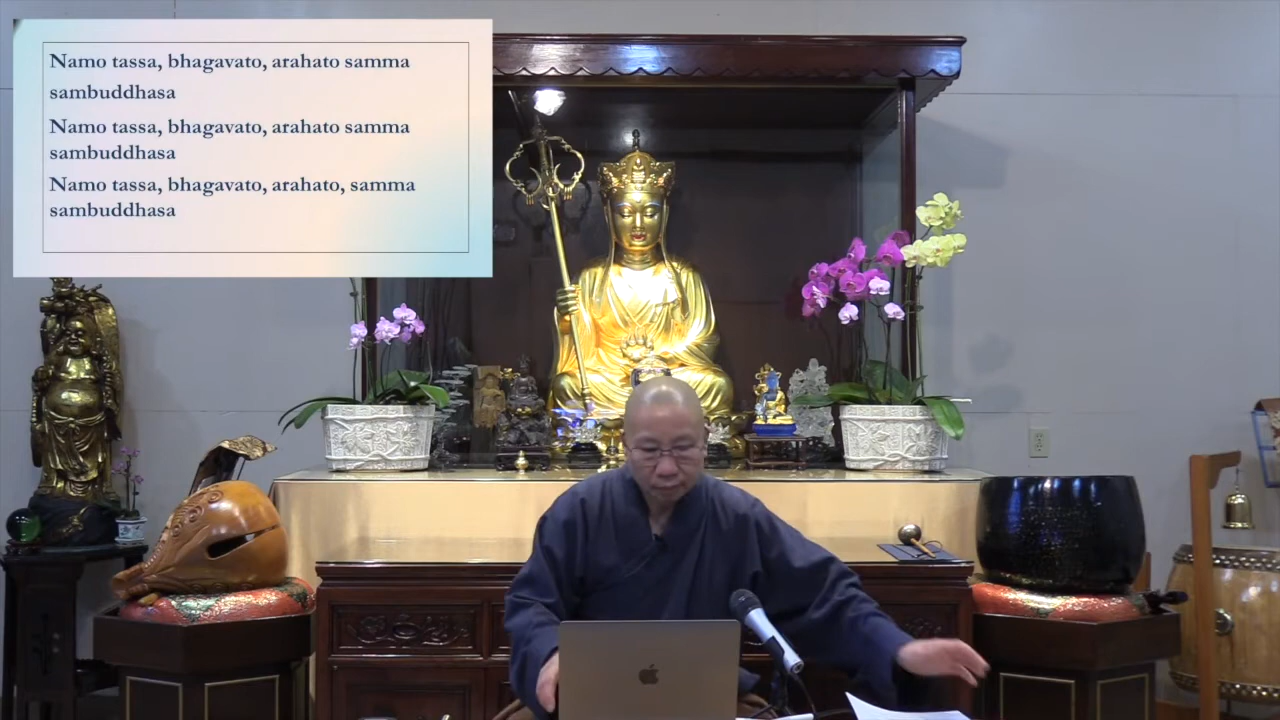 Namo tassa, bhagavato, arahato samma
sambuddhasa
Namo tassa, bhagavato, arahato samma
sambuddhasa
Namo tassa, bhagavato, arahato, samma
sambuddhasa